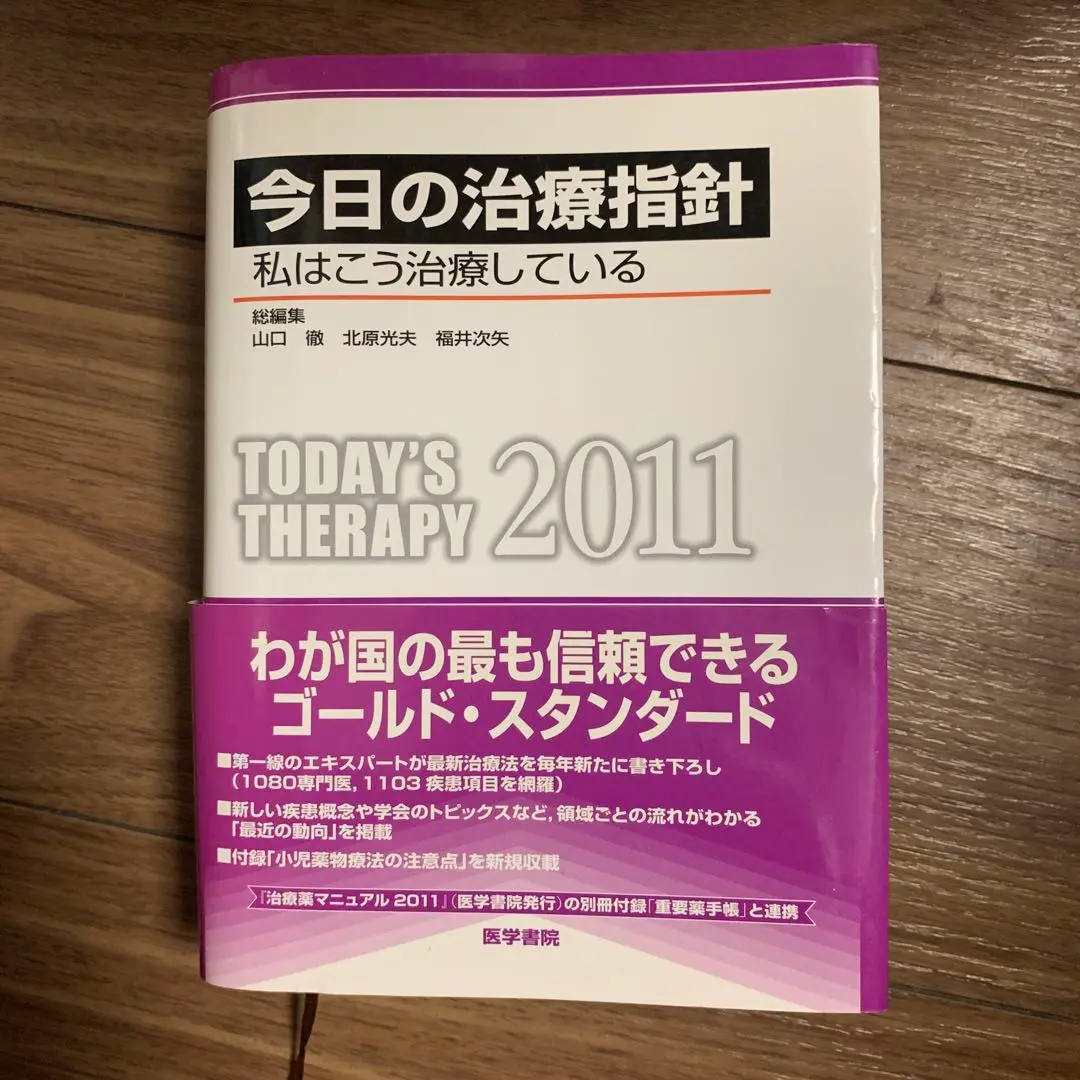 今日の治療指針
私はこう治療している
総編集
山口 徹 北原光夫 福井次矢
TODAY'S
THERAPY 2011
わが国の最も信頼できる
ゴールド・スタンダード
■第一線のエキスパートが最新治療法を毎年新たに書き下ろし
(1080専門医, 1103 疾患項目を網羅)
■新しい疾患概念や学会のトピックスなど, 領域ごとの流れがわかる
「最近の動向」を掲載
■付録「小児薬物療法の注意点」を新規収載
『治療薬マニュアル 2011』(医学書院発行)の別冊付録「重要薬手帳」と連携
医学書院